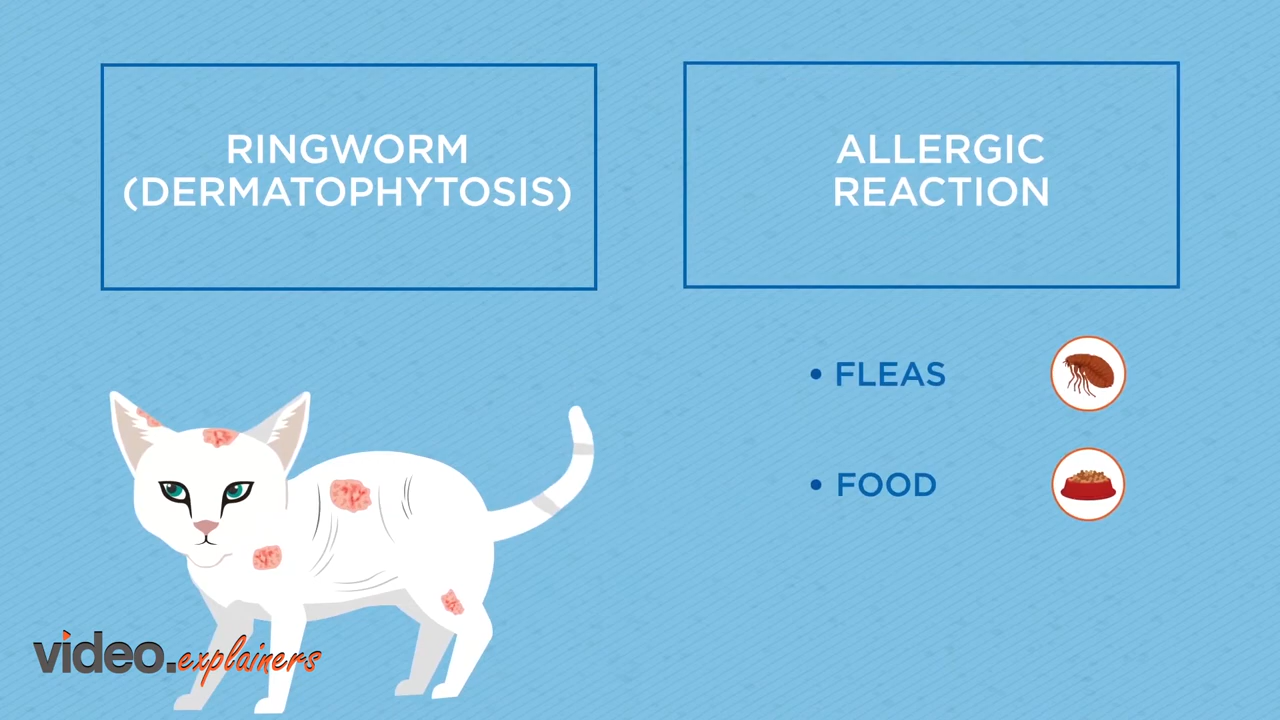 RINGWORM
(DERMATOPHYTOSIS)
ALLERGIC
REACTION
• FLEAS
• FOOD
video.explainers